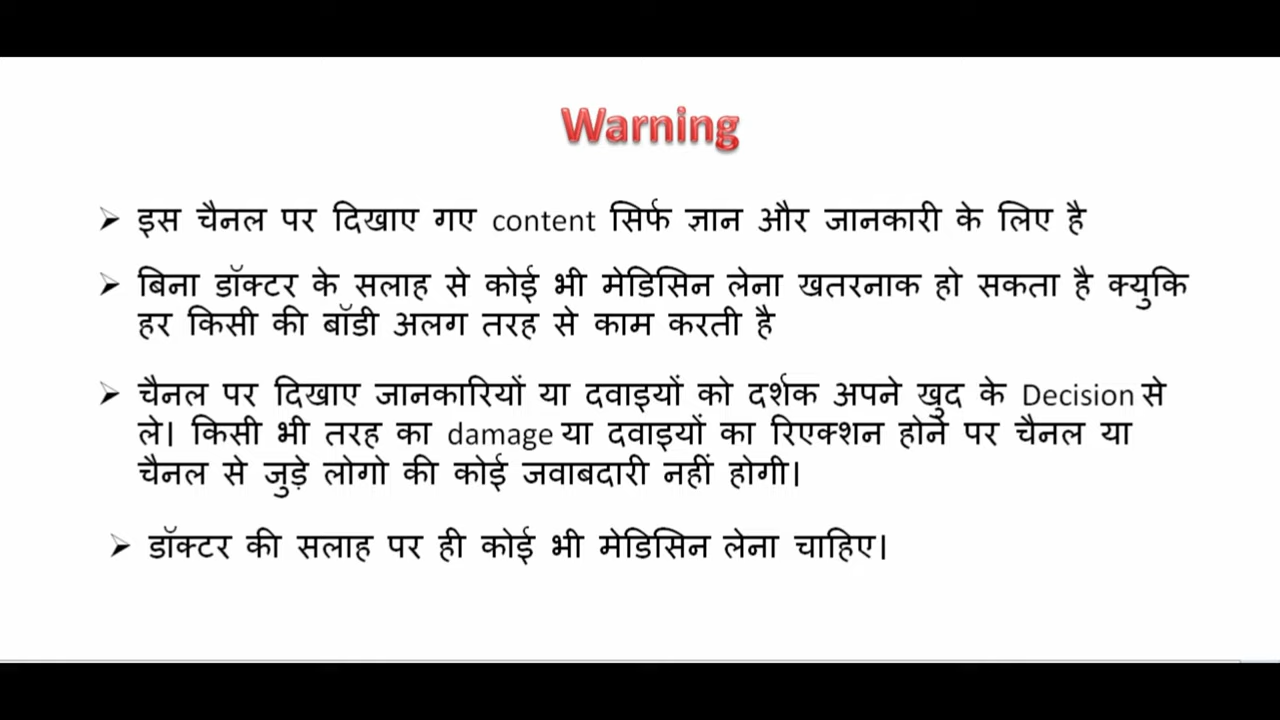 Warning
इस चैनल पर दिखाए गए content सिर्फ ज्ञान और जानकारी के लिए है
बिना डॉक्टर के सलाह से कोई भी मेडिसिन लेना खतरनाक हो सकता है क्युकि
हर किसी की बॉडी अलग तरह से काम करती है
चैनल पर दिखाए जानकारियों या दवाइयों को दर्शक अपने खुद के Decision से
ले। किसी भी तरह का damage या दवाइयों का रिएक्शन होने पर चैनल या
चैनल से जुड़े लोगो की कोई जवाबदारी नहीं होगी।
डॉक्टर की सलाह पर ही कोई भी मेडिसिन लेना चाहिए।